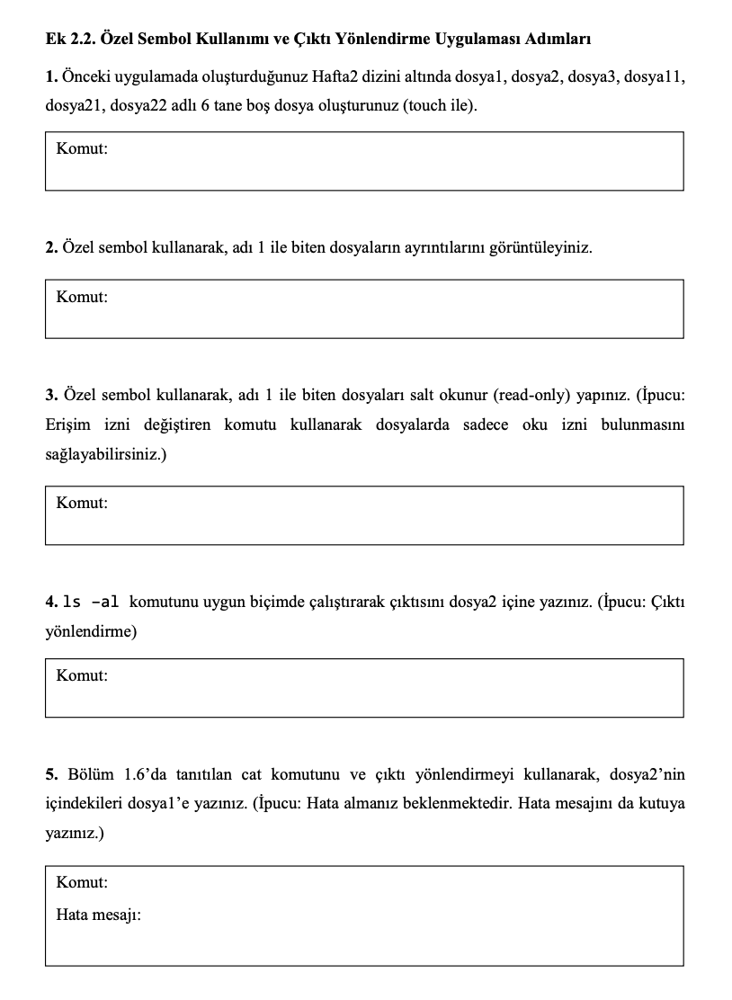 Ek 2.2. Özel Sembol Kullanımı ve Çıktı Yönlendirme Uygulaması Adımları
1. Önceki uygulamada oluşturduğunuz Hafta2 dizini altında dosya1, dosya2, dosya3, dosya11,
dosya21, dosya22 adlı 6 tane boş dosya oluşturunuz (touch ile).
Komut:
2. Özel sembol kullanarak, adı 1 ile biten dosyaların ayrıntılarını görüntüleyiniz.
Komut:
3. Özel sembol kullanarak, adı 1 ile biten dosyaları salt okunur (read-only) yapınız. (İpucu:
Erişim izni değiştiren komutu kullanarak dosyalarda sadece oku izni bulunmasını
sağlayabilirsiniz.)
Komut:
4. ls –al komutunu uygun biçimde çalıştırarak çıktısını dosya2 içine yazınız. (İpucu: Çıktı
yönlendirme)
Komut:
5. Bölüm 1.6’da tanıtılan cat komutunu ve çıktı yönlendirmeyi kullanarak, dosya2’nin
içindekileri dosya1’e yazınız. (İpucu: Hata almanız beklenmektedir. Hata mesajını da kutuya
yazınız.)
Komut:
Hata mesajı: